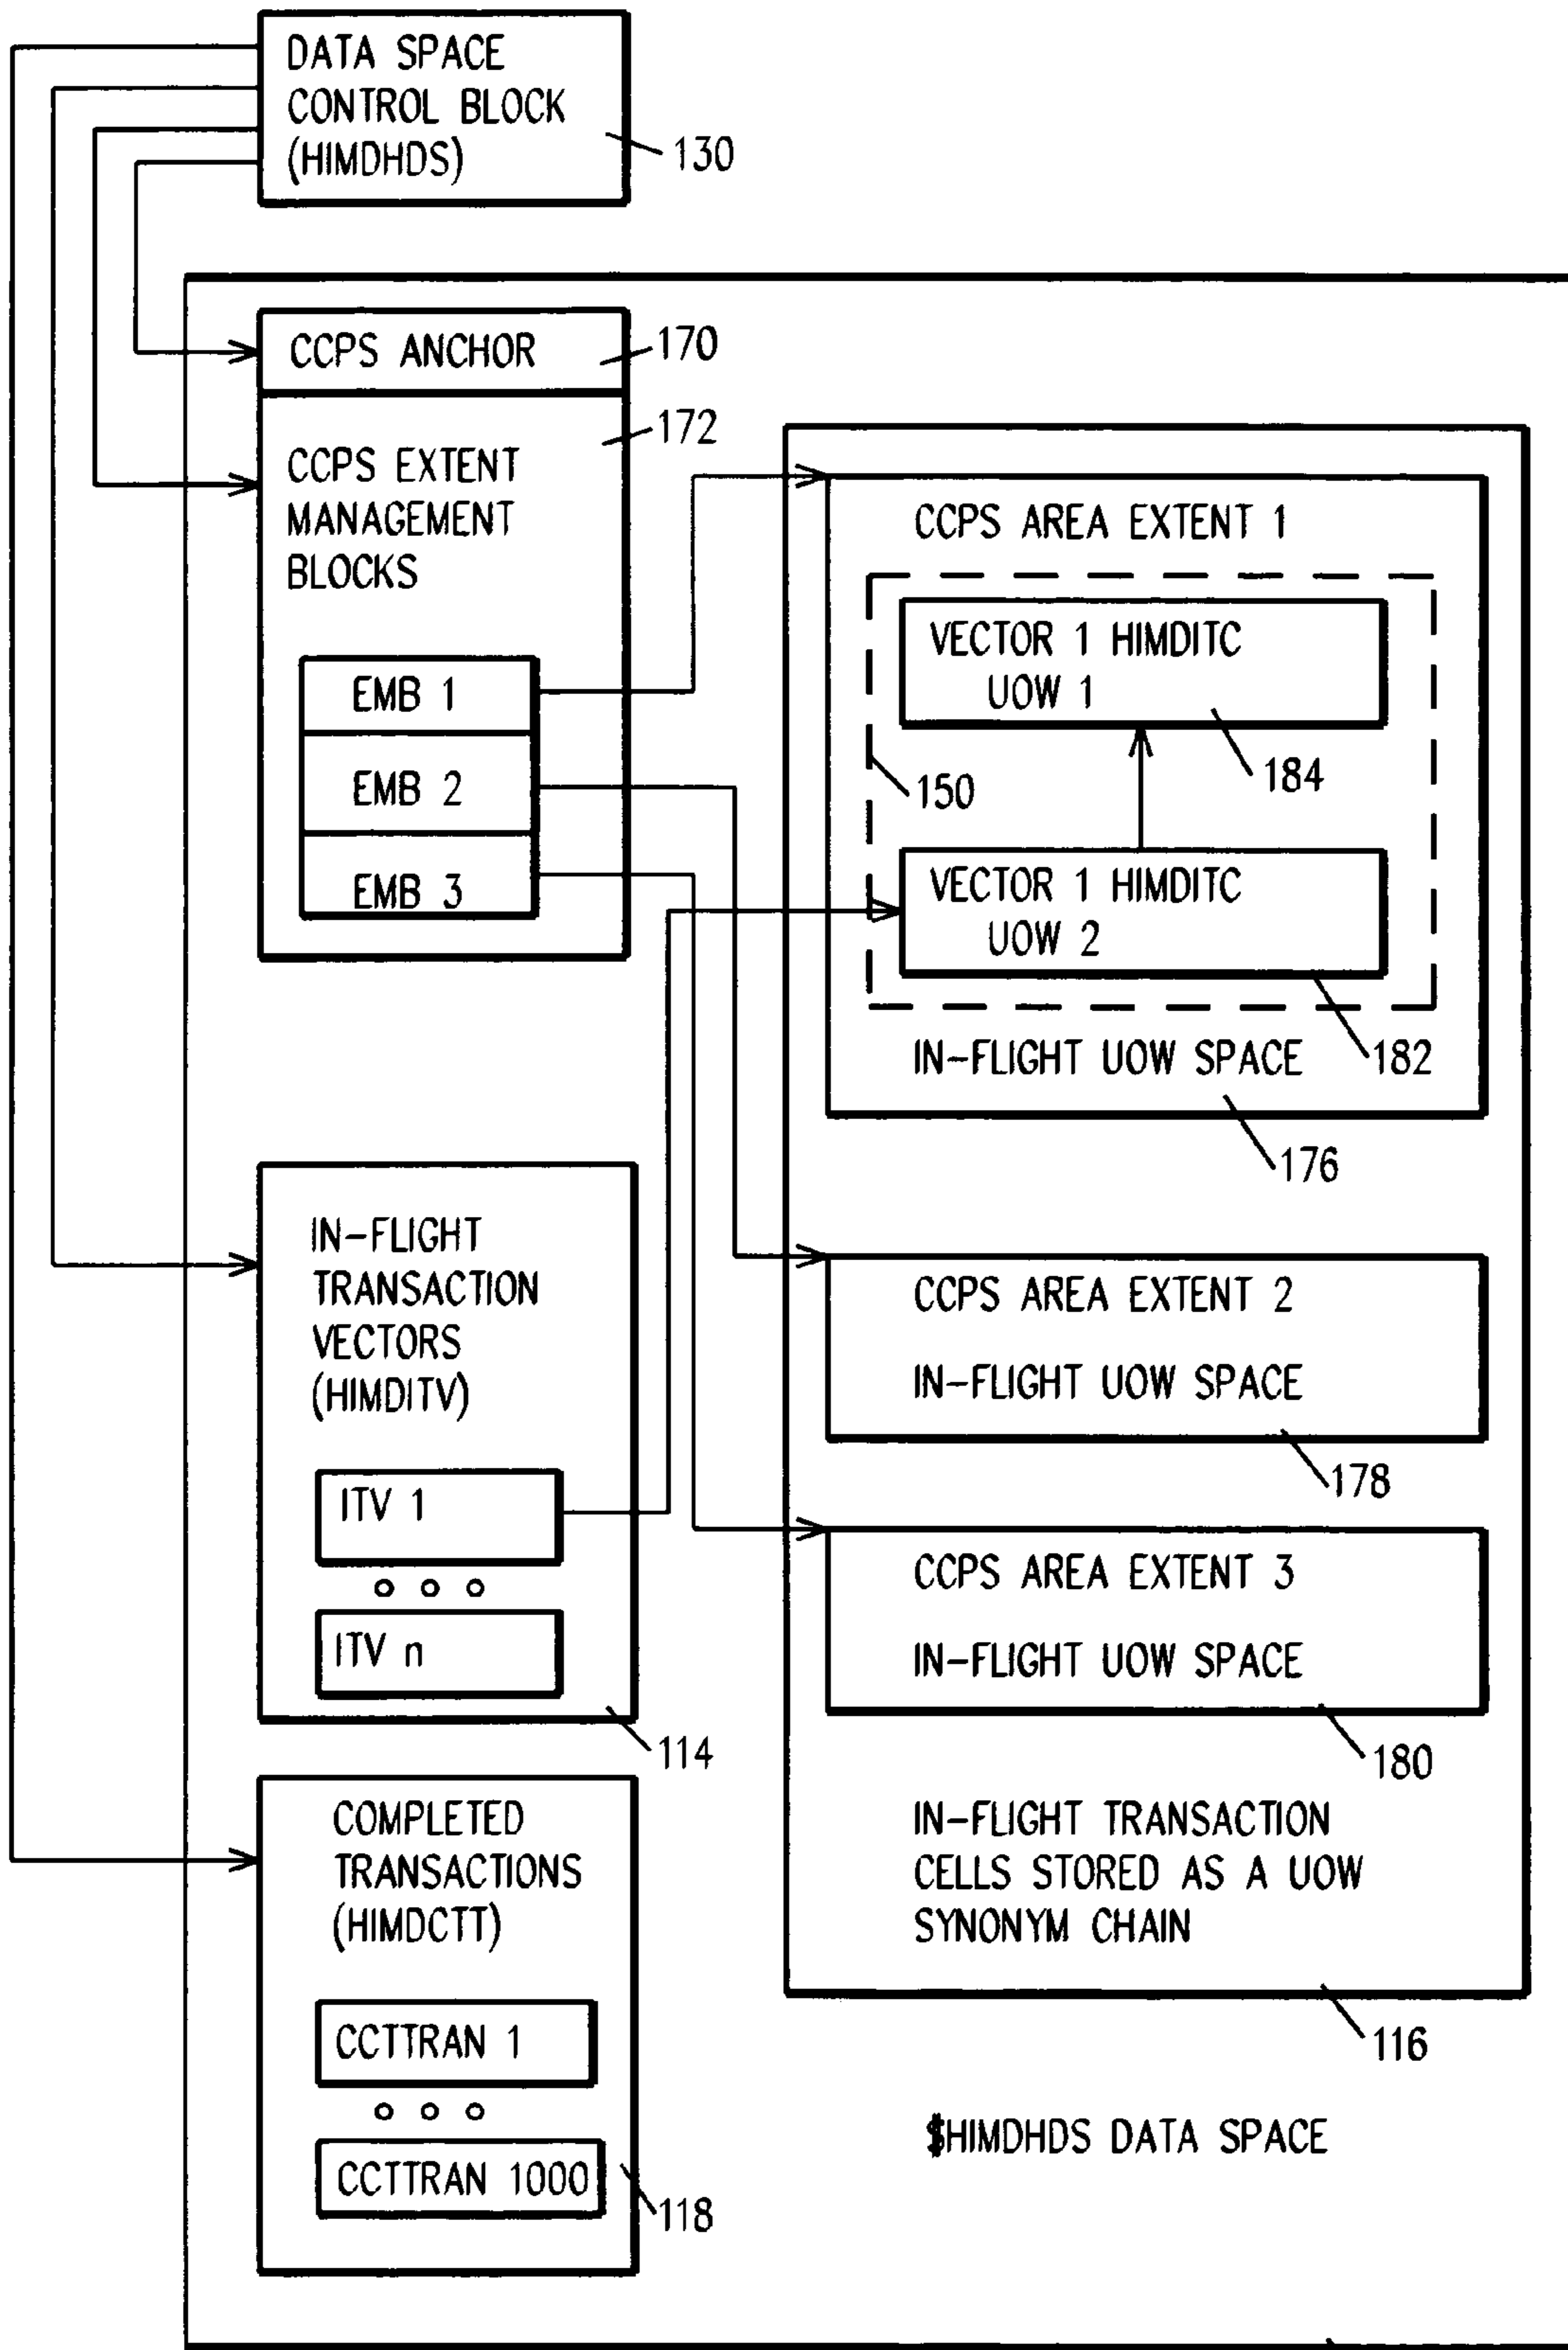 DATA SPACE
CONTROL BLOCK
(HIMDHDS)
130
CCPS ANCHOR
170
172
CCPS EXTENT
MANAGEMENT
BLOCKS
EMB 1
EMB 2
EMB 3
CCPS AREA EXTENT 1
VECTOR 1 HIMDITC
UOW 1
184
150
VECTOR 1 HIMDITC
UOW 2
182
IN-FLIGHT UOW SPACE
176
IN-FLIGHT
TRANSACTION
VECTORS
(HIMDITV)
ITV 1
ITV n
114
CCPS AREA EXTENT 2
IN-FLIGHT UOW SPACE
178
CCPS AREA EXTENT 3
IN-FLIGHT UOW SPACE
180
IN-FLIGHT TRANSACTION
CELLS STORED AS A UOW
SYNONYM CHAIN
116
COMPLETED
TRANSACTIONS
(HIMDCTT)
CCTTRAN 1
CCTTRAN 1000
118
$HIMDHDS DATA SPACE